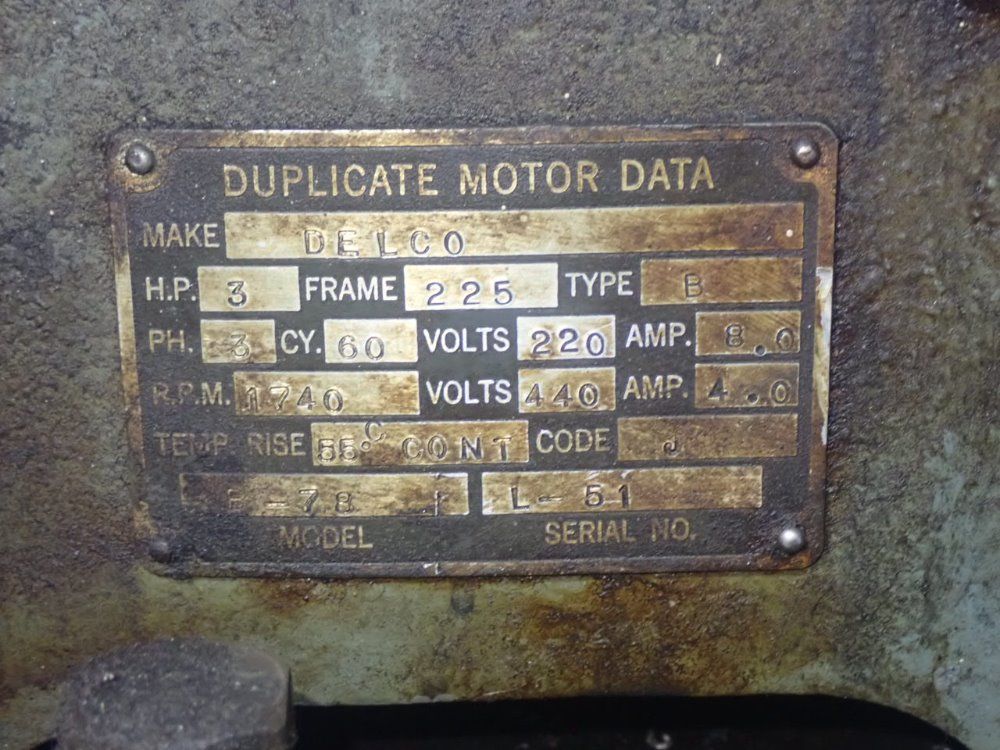 DUPLICATE MOTOR DATA
MAKE DELCO
H.P. 3 FRAME 225 TYPE B
PH. 3 CY. 60 VOLTS 220 AMP. 8.0
R.P.M. 1740 VOLTS 440 AMP. 4.0
TEMP. RISE 55°C CONT CODE J
-78 L-51
MODEL SERIAL NO.